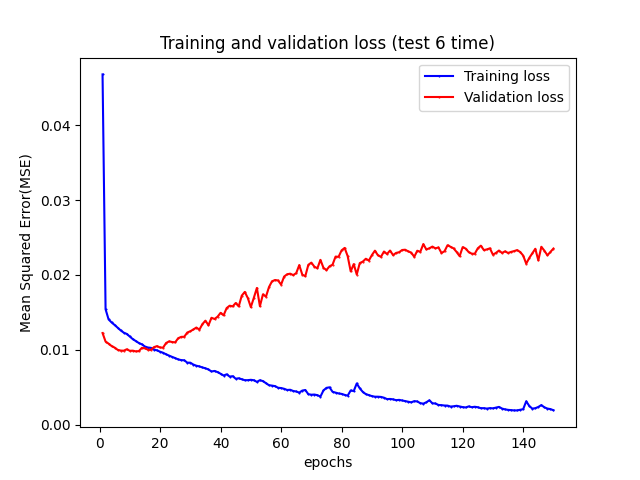 Training and validation loss (test 6 time)
Training loss
Validation loss
Mean Squared Error(MSE)
0.04
0.03
0.02
0.01
0.00
0 20 40 60 80 100 120 140
epochs